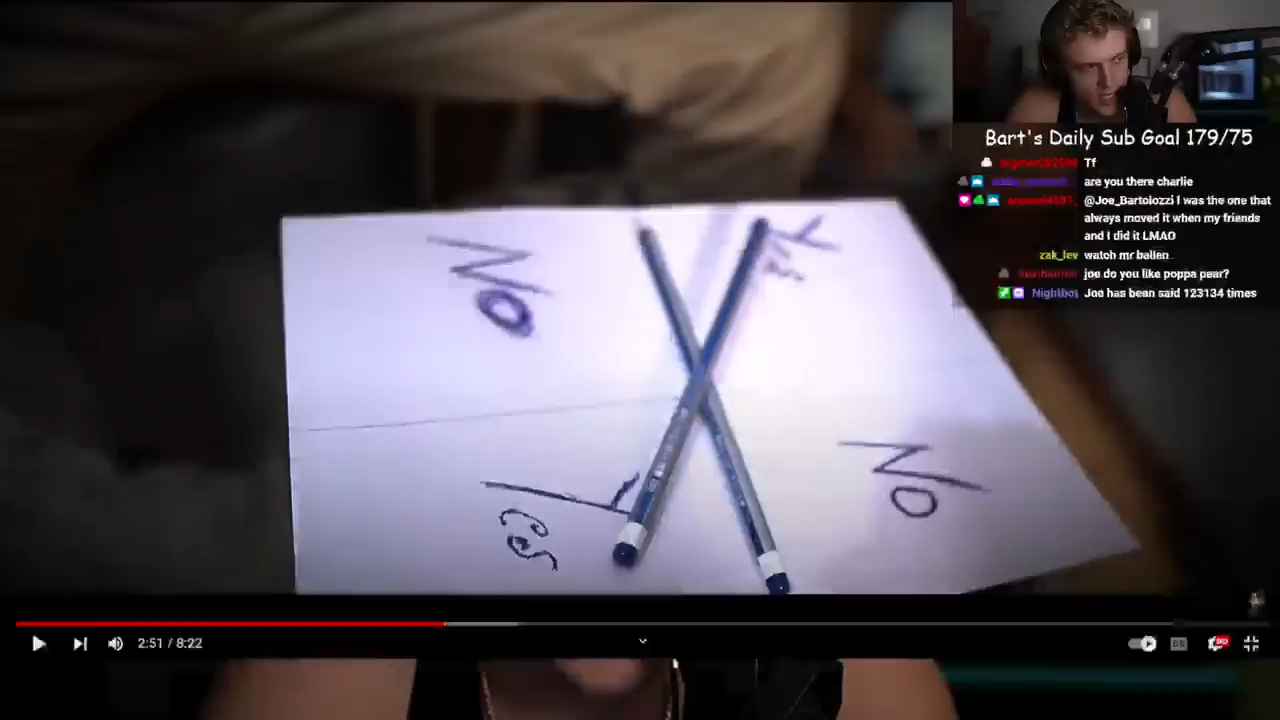 NO
Yes
Yes
NO
Bart's Daily Sub Goal 179/75
Tf
are you there charlie
@Joe_Bartolozzi I was the one that
always moved it when my friends
and I did it LMAO
zak_lev watch mr ballen
joe do you like poppa pear?
Nightbot Joe has been said 123134 times
2:51 / 8:22